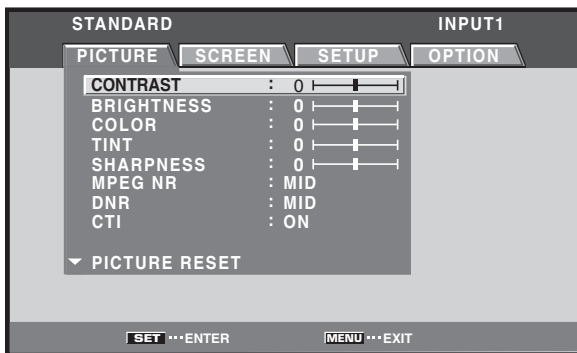 STANDARD INPUT1
PICTURE SCREEN SETUP OPTION
CONTRAST : 0
BRIGHTNESS : 0
COLOR : 0
TINT : 0
SHARPNESS : 0
MPEG NR : MID
DNR : MID
CTI : ON
PICTURE RESET
SET ···ENTER MENU ···EXIT